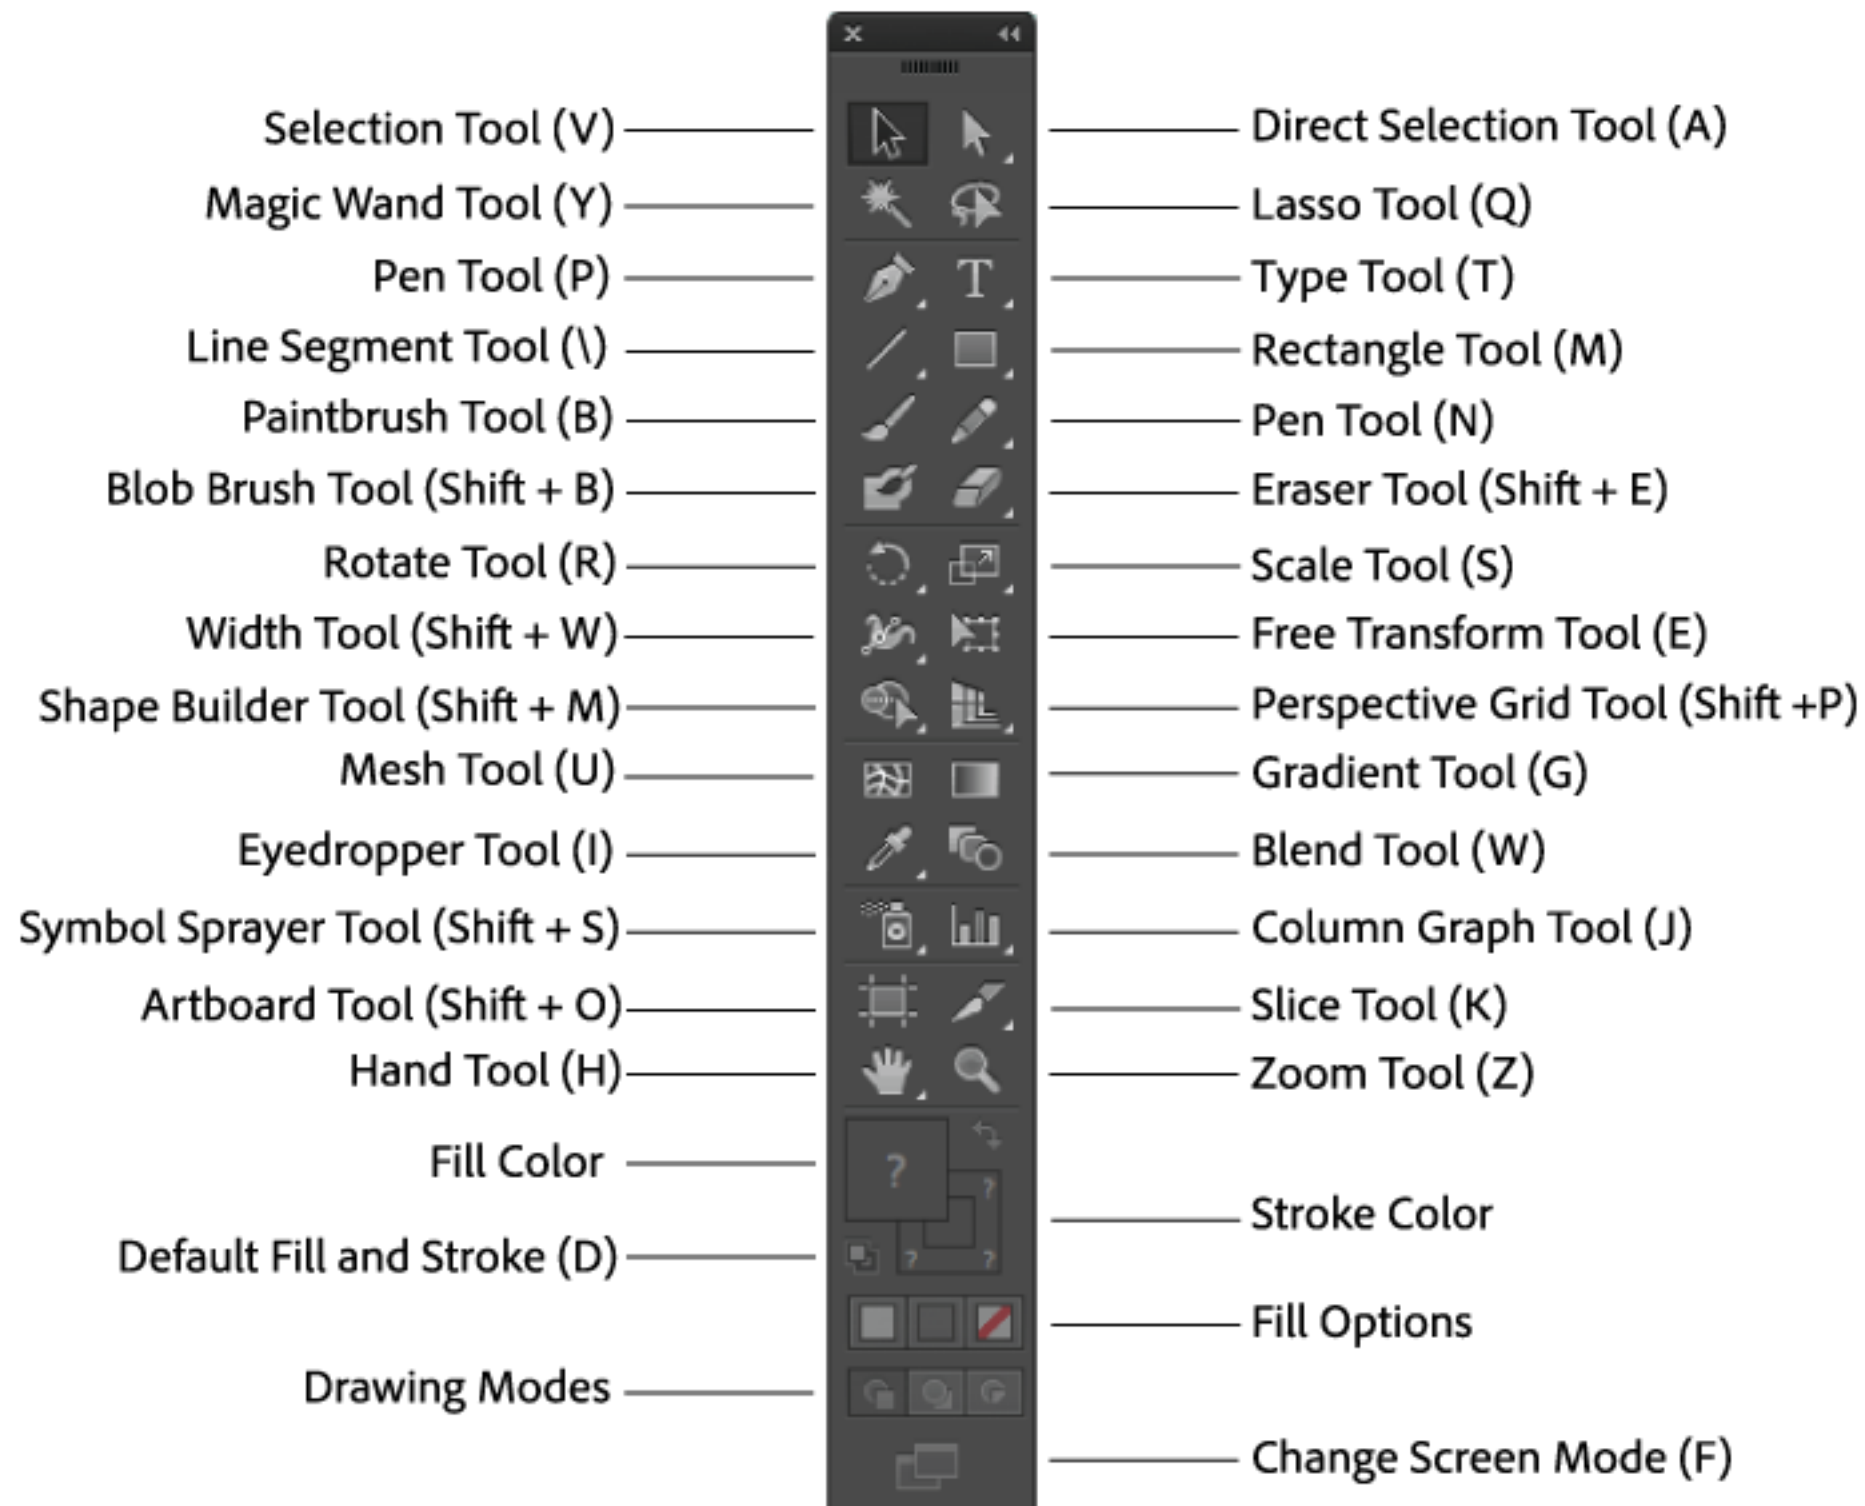 Selection Tool (V)
Direct Selection Tool (A)
Magic Wand Tool (Y)
Lasso Tool (Q)
Pen Tool (P)
T
Type Tool (T)
Line Segment Tool (\)
Rectangle Tool (M)
Paintbrush Tool (B)
Pen Tool (N)
Blob Brush Tool (Shift + B)
Eraser Tool (Shift + E)
Rotate Tool (R)
Scale Tool (S)
Width Tool (Shift + W)
Free Transform Tool (E)
Shape Builder Tool (Shift + M)
Perspective Grid Tool (Shift +P)
Mesh Tool (U)
Gradient Tool (G)
Eyedropper Tool (I)
Blend Tool (W)
Symbol Sprayer Tool (Shift + S)
Column Graph Tool (J)
Artboard Tool (Shift + O)
Slice Tool (K)
Hand Tool (H)
Zoom Tool (Z)
Fill Color
?
?
Stroke Color
Default Fill and Stroke (D)
? ?
Fill Options
Drawing Modes
Change Screen Mode (F)